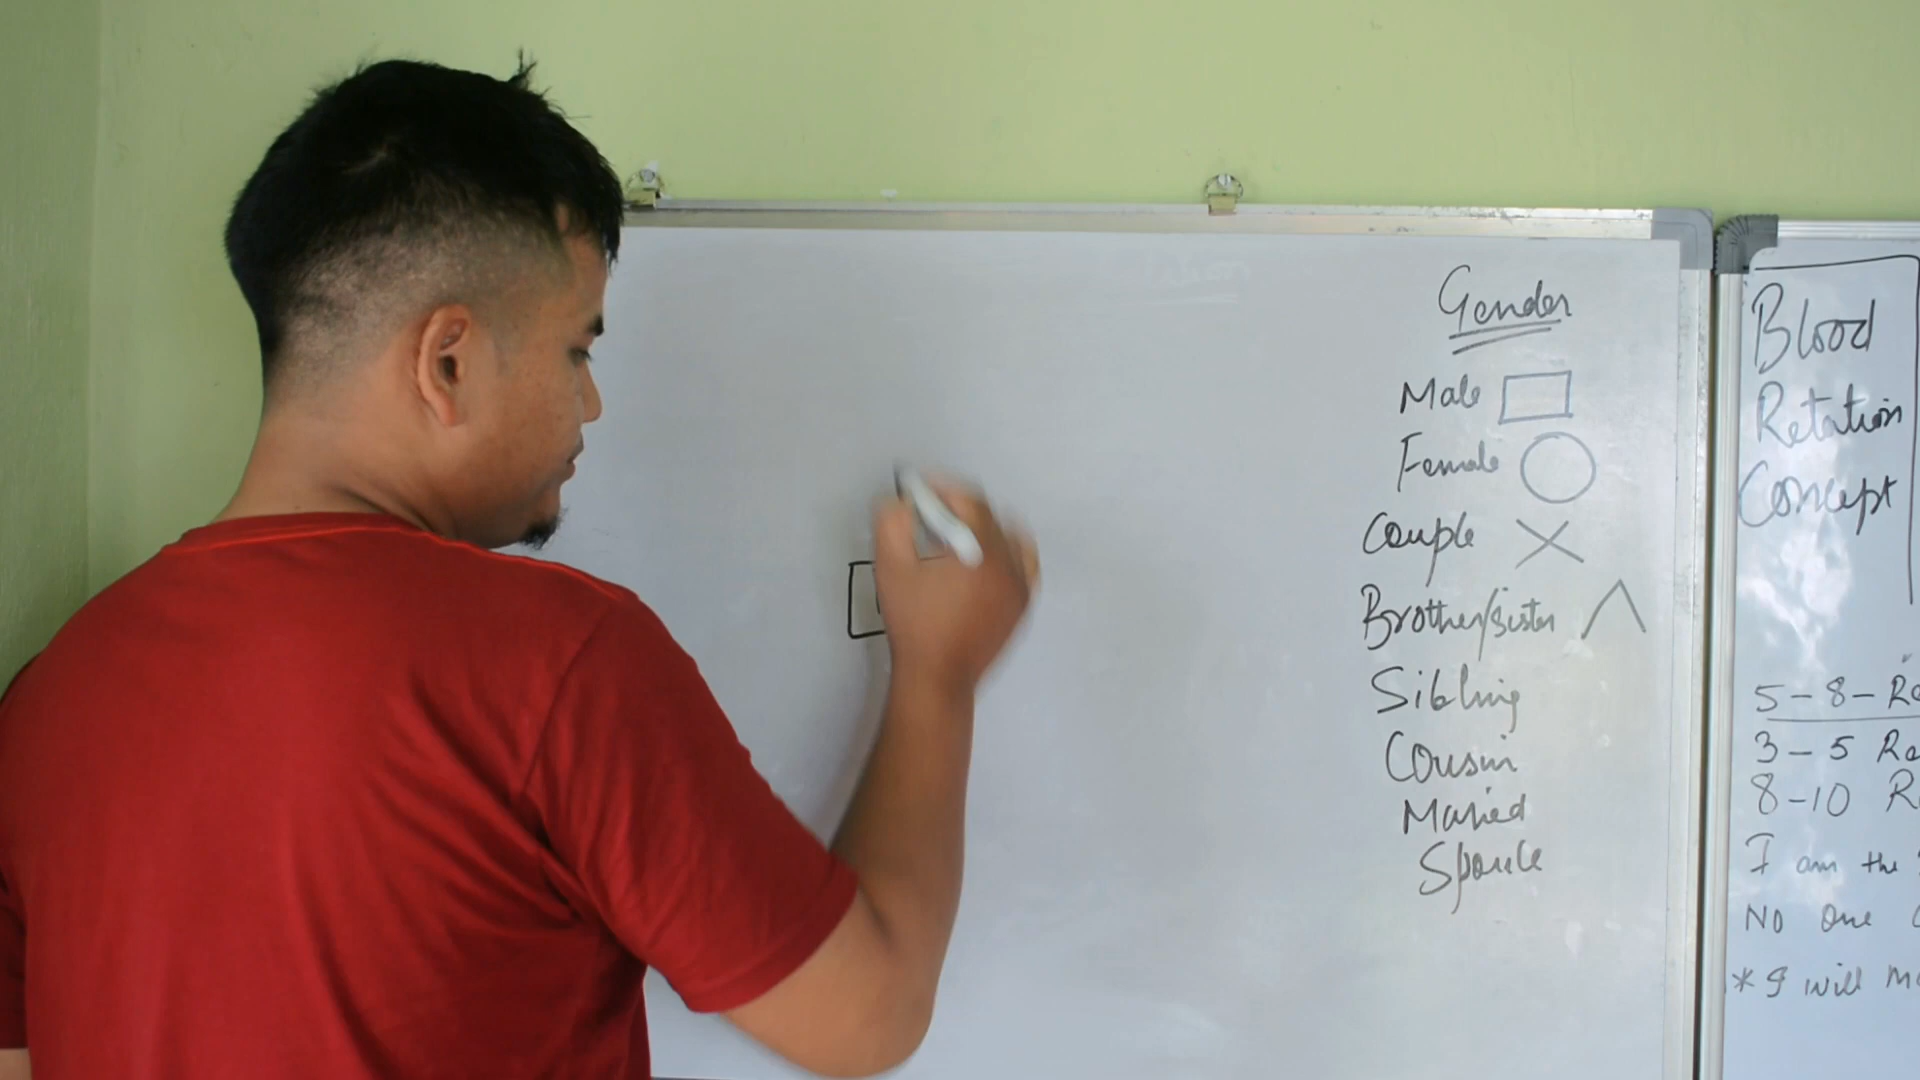 Gender
Male
Female
Couple
Brother/sister
Sibling
Cousin
Maried
Spouce
Blood
Retation
Concept
5-8-
3-5
8-10
I am the
No one
* I will